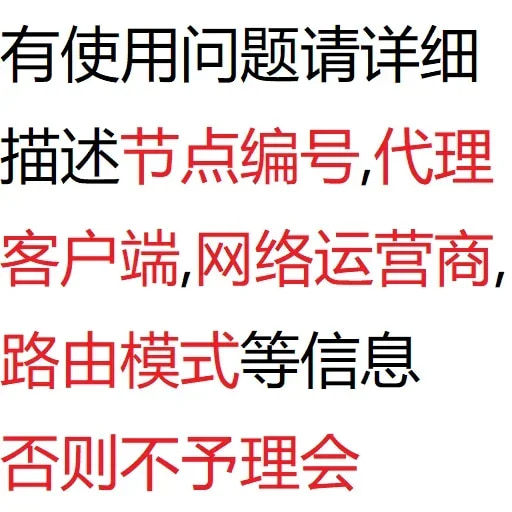 有使用问题请详细
描述节点编号,代理
客户端,网络运营商,
路由模式等信息
否则不予理会